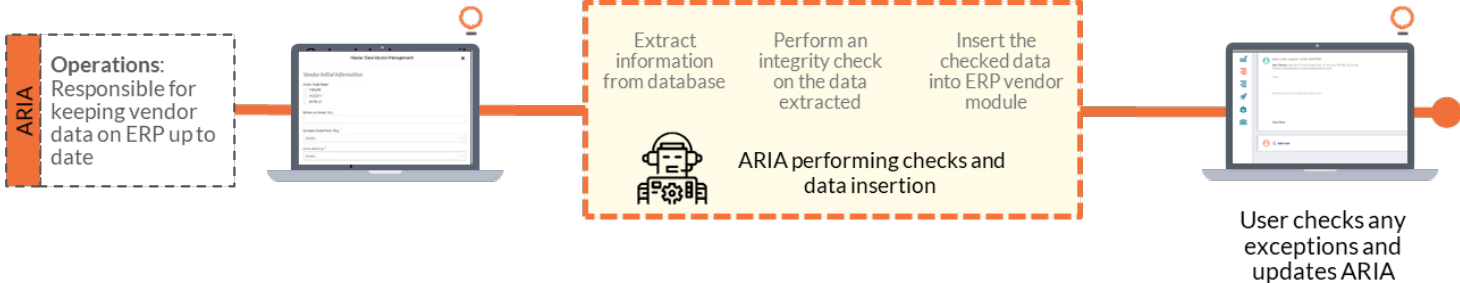 ARIA
Operations:
Responsible for
keeping vendor
data on ERP up to
date
Master Data Vendor Management
Vendor Initial Information
Extract
information
from database
Perform an
integrity check
on the data
extracted
Insert the
checked data
into ERP vendor
module
ARIA performing checks and
data insertion
User checks any
exceptions and
updates ARIA